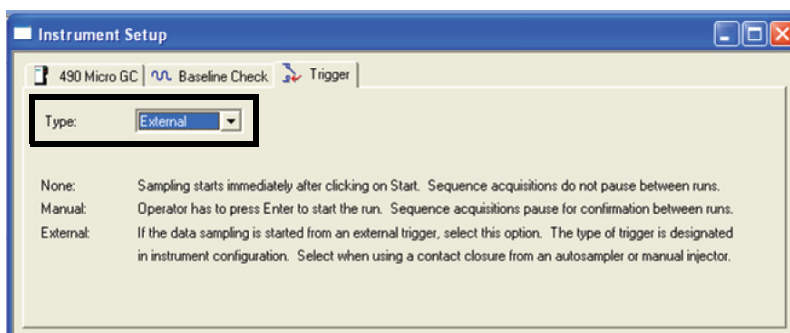 Instrument Setup
490 Micro GC Baseline Check Trigger
Type: External
None: Sampling starts immediately after clicking on Start. Sequence acquisitions do not pause between runs.
Manual: Operator has to press Enter to start the run. Sequence acquisitions pause for confirmation between runs.
External: If the data sampling is started from an external trigger, select this option. The type of trigger is designated
in instrument configuration. Select when using a contact closure from an autosampler or manual injector.